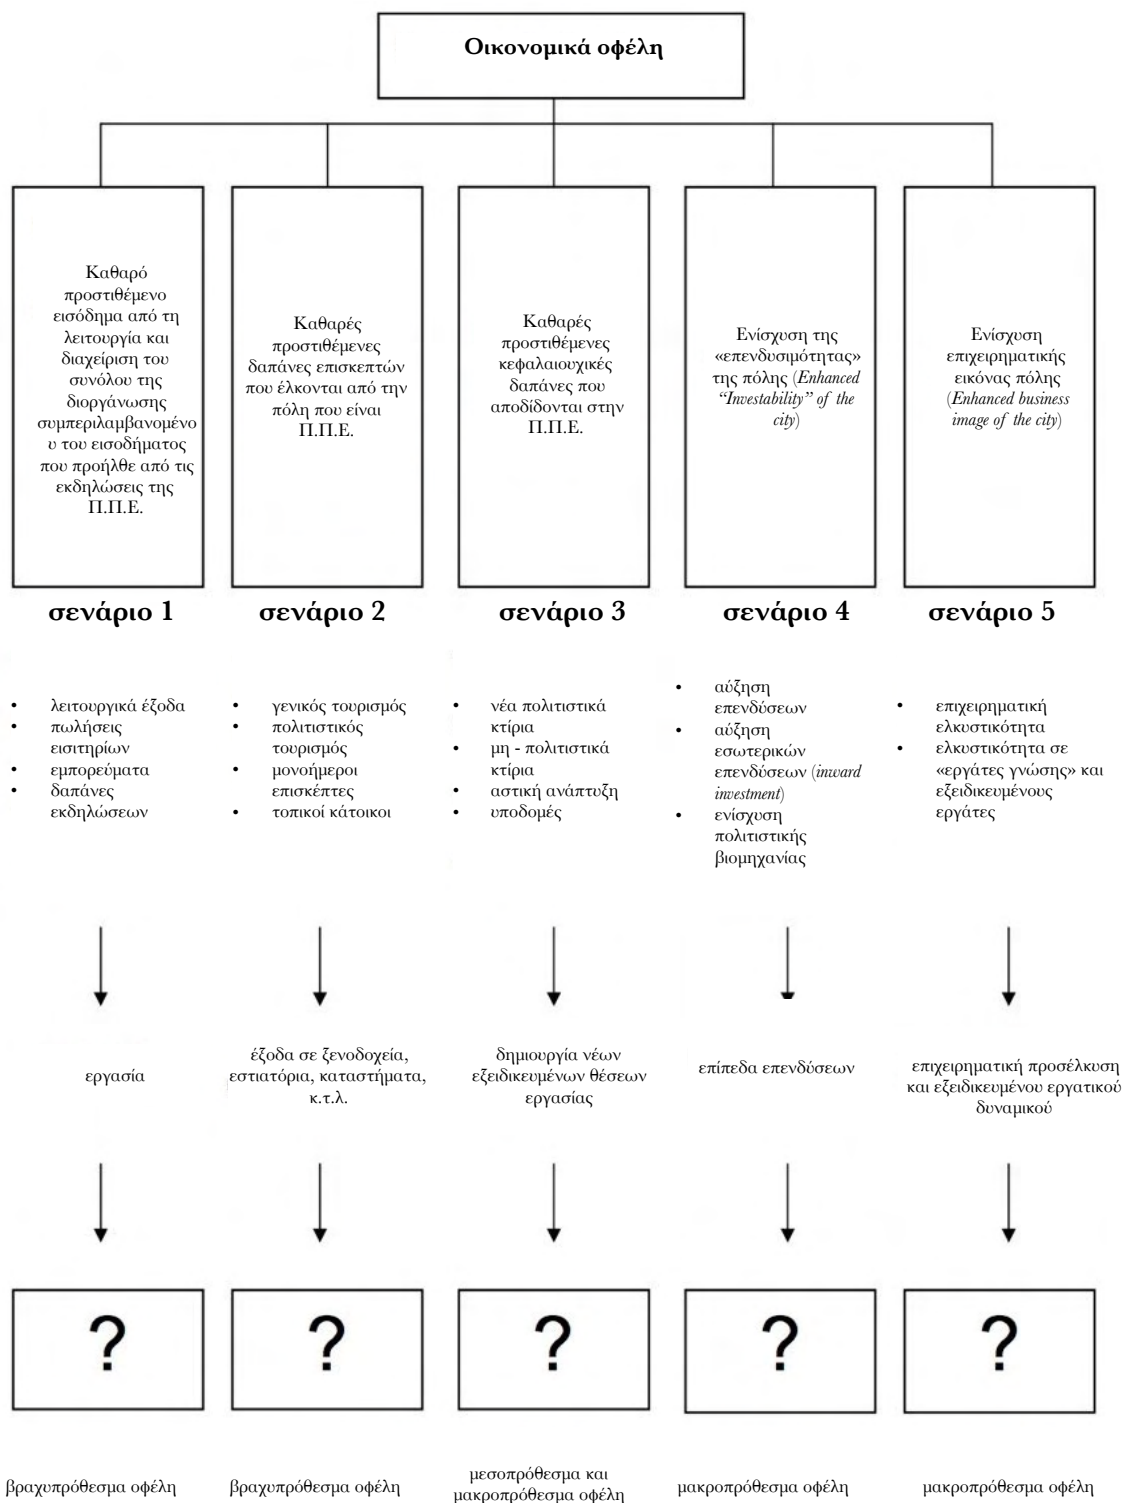 Οικονομικά οφέλη
Καθαρό
προστιθέμενο
εισόδημα από τη
λειτουργία και
διαχείριση του
συνόλου της
διοργάνωσης
συμπεριλαμβανομένο
υ του εισοδήματος
που προήλθε από τις
εκδηλώσεις της
Π.Π.Ε.
Καθαρές
προστιθέμενες
δαπάνες επισκεπτών
που έλκονται από την
πόλη που είναι
Π.Π.Ε.
Καθαρές
προστιθέμενες
κεφαλαιουχικές
δαπάνες που
αποδίδονται στην
Π.Π.Ε.
Ενίσχυση της
«επενδυσιμότητας»
της πόλης (Enhanced
“Investability” of the
city)
Ενίσχυση
επιχειρηματικής
εικόνας πόλης
(Enhanced business
image of the city)
σενάριο 1
σενάριο 2
σενάριο 3
σενάριο 4
σενάριο 5
• λειτουργικά έξοδα
• πωλήσεις
εισιτηρίων
• εμπορεύματα
• δαπάνες
εκδηλώσεων
• γενικός τουρισμός
• πολιτιστικός
τουρισμός
• μονοήμεροι
επισκέπτες
• τοπικοί κάτοικοι
• νέα πολιτιστικά
κτίρια
• μη - πολιτιστικά
κτίρια
• αστική ανάπτυξη
• υποδομές
• αύξηση
επενδύσεων
• αύξηση
εσωτερικών
επενδύσεων (inward
investment)
• ενίσχυση
πολιτιστικής
βιομηχανίας
• επιχειρηματική
ελκυστικότητα
• ελκυστικότητα σε
«εργάτες γνώσης» και
εξειδικευμένους
εργάτες
εργασία
έξοδα σε ξενοδοχεία,
εστιατόρια, καταστήματα,
κ.τ.λ.
δημιουργία νέων
εξειδικευμένων θέσεων
εργασίας
επίπεδα επενδύσεων
επιχειρηματική προσέλκυση
και εξειδικευμένου εργατικού
δυναμικού
?
?
?
?
?
βραχυπρόθεσμα οφέλη
βραχυπρόθεσμα οφέλη
μεσοπρόθεσμα και
μακροπρόθεσμα οφέλη
μακροπρόθεσμα οφέλη
μακροπρόθεσμα οφέλη